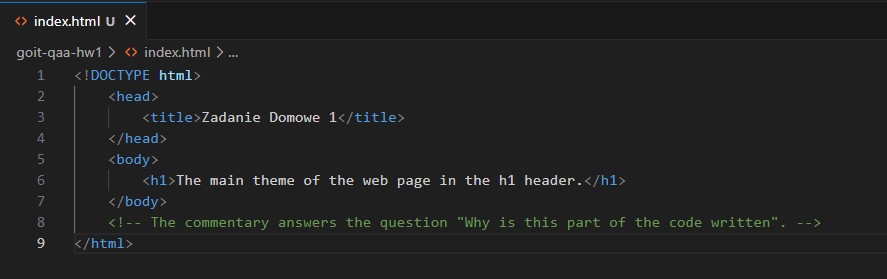 index.html U
goit-qaa-hw1 > index.html > ...
1 <!DOCTYPE html>
2 <head>
3 <title>Zadanie Domowe 1</title>
4 </head>
5 <body>
6 <h1>The main theme of the web page in the h1 header.</h1>
7 </body>
8 <!-- The commentary answers the question "Why is this part of the code written". -->
9 </html>